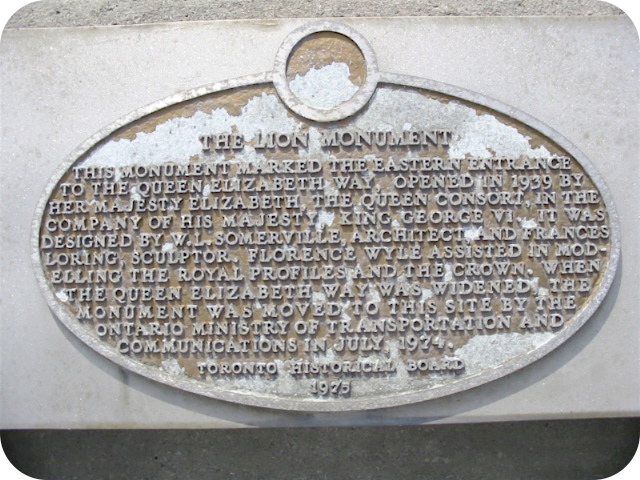 THE LION MONUMENT
THIS MONUMENT MARKED THE EASTERN ENTRANCE
TO THE QUEEN ELIZABETH WAY, OPENED IN 1939 BY
HER MAJESTY ELIZABETH, THE QUEEN CONSORT, IN THE
COMPANY OF HIS MAJESTY, KING GEORGE VI. IT WAS
DESIGNED BY W.L. SOMERVILLE, ARCHITECT, AND FRANCES
LORING, SCULPTOR. FLORENCE WYLE ASSISTED IN MOD-
ELLING THE ROYAL PROFILES AND THE CROWN. WHEN
THE QUEEN ELIZABETH WAY WAS WIDENED, THE
MONUMENT WAS MOVED TO THIS SITE BY THE
ONTARIO MINISTRY OF TRANSPORTATION AND
COMMUNICATIONS IN JULY, 1974.
TORONTO HISTORICAL BOARD
1975